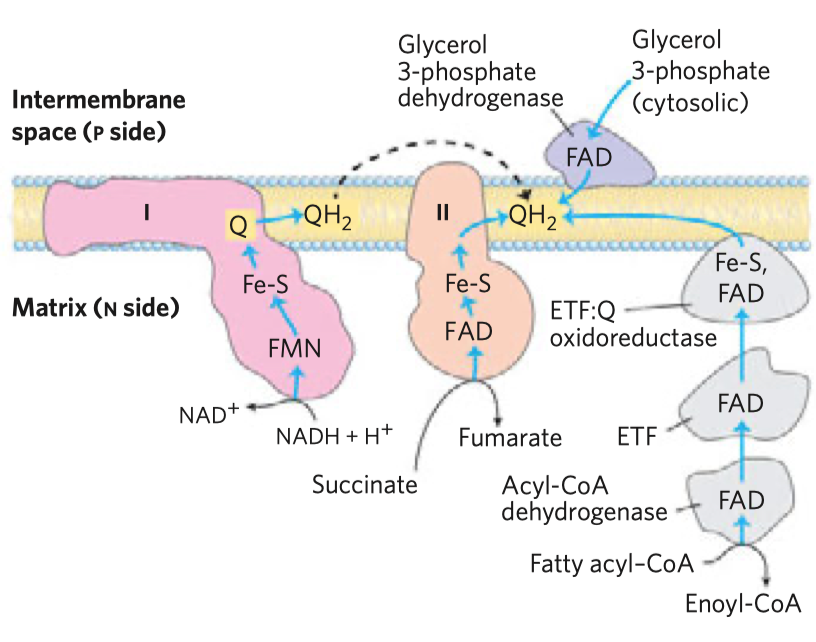 Glycerol
3-phosphate
dehydrogenase
Glycerol
3-phosphate
(cytosolic)
Intermembrane
space (P side)
FAD
I
Q
QH2
II
QH2
Fe-S
Fe-S
Fe-S,
FAD
Matrix (N side)
ETF:Q
oxidoreductase
FMN
FAD
NAD+
NADH + H+
Fumarate
ETF
FAD
Succinate
Acyl-CoA
dehydrogenase
FAD
Fatty acyl–CoA
Enoyl-CoA